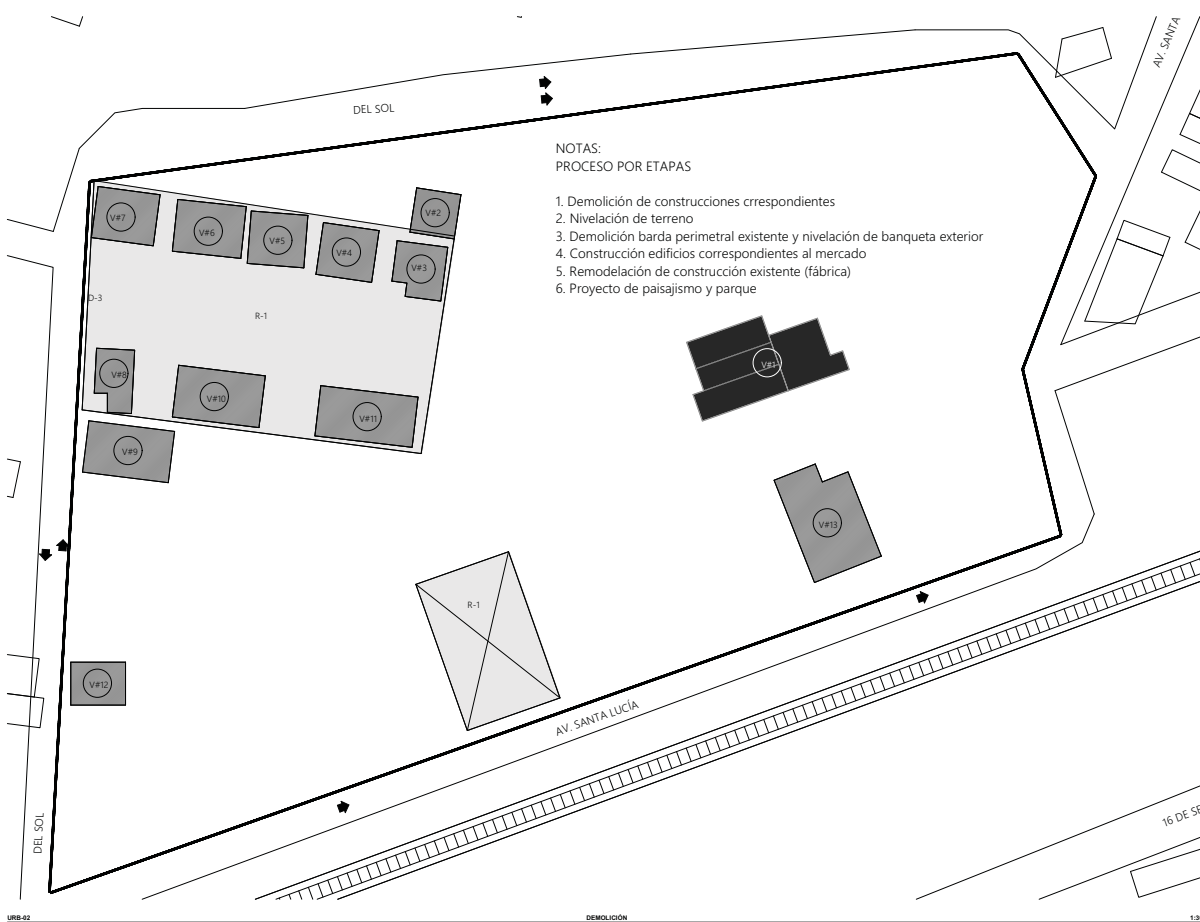 AV. SANTA
DEL SOL
NOTAS:
PROCESO POR ETAPAS
1. Demolición de construcciones crrespondientes
2. Nivelación de terreno
3. Demolición barda perimetral existente y nivelación de banqueta exterior
4. Construcción edificios correspondientes al mercado
5. Remodelación de construcción existente (fábrica)
6. Proyecto de paisajismo y parque
V#7
V#6
V#5
V#4
V#2
V#3
D-3
R-1
V#1
V#8
V#10
V#11
V#9
V#13
R-1
V#12
AV. SANTA LUCÍA
DEL SOL
16 DE SE
URB-02
DEMOLICIÓN